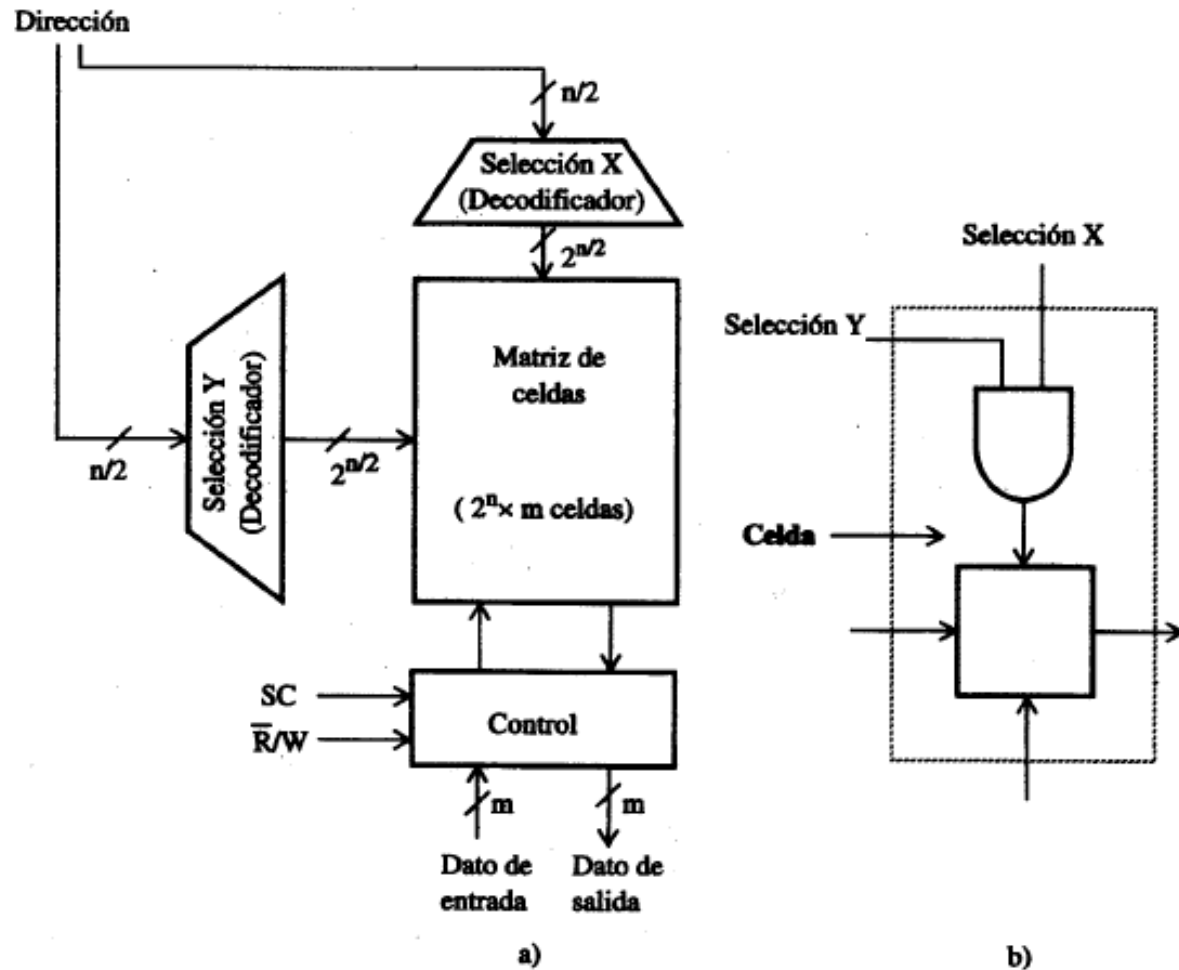 Dirección
n/2
Selección X
(Decodificador)
2^{n/2}
Selección Y
(Decodificador)
n/2
2^{n/2}
Matriz de
celdas
( 2^n × m celdas)
SC
R̅/W
Control
m
m
Dato de
entrada
Dato de
salida
a)
Selección X
Selección Y
Celda
b)